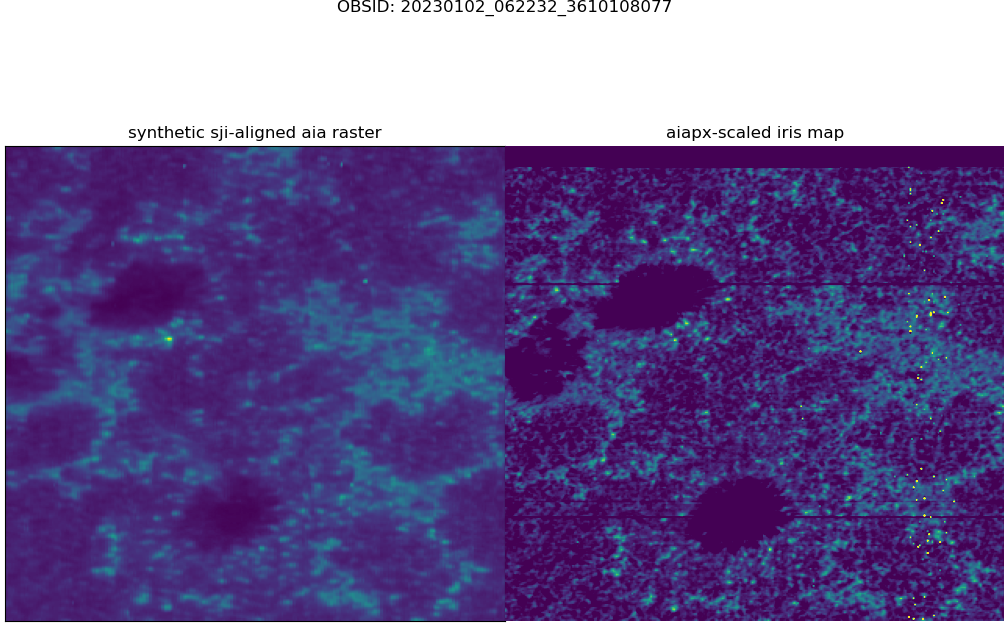 OBSID: 20230102_062232_3610108077
synthetic sji-aligned aia raster
aiapx-scaled iris map